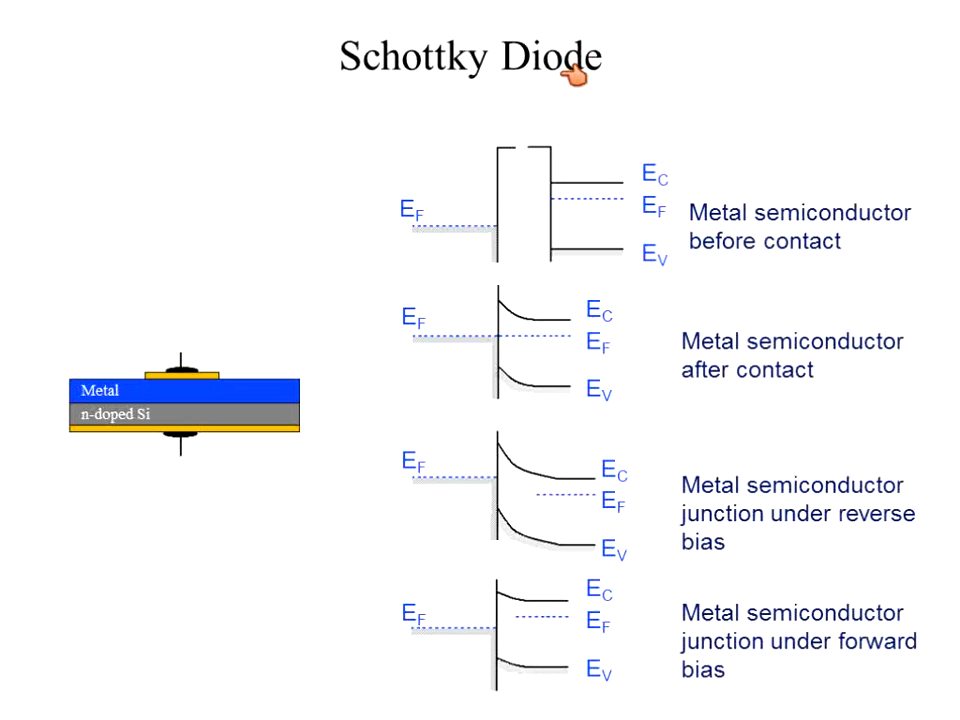 Schottky Diode
E_C
E_F
E_F
Metal semiconductor
before contact
E_V
E_C
E_F
E_F
Metal semiconductor
after contact
E_V
Metal
n-doped Si
E_F
E_C
E_F
Metal semiconductor
junction under reverse
bias
E_V
E_C
E_F
E_F
Metal semiconductor
junction under forward
bias
E_V